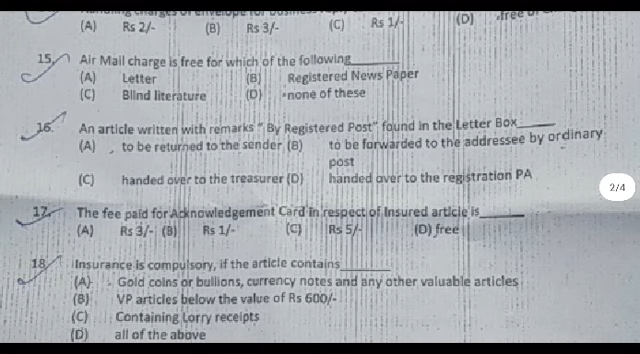 (A) Rs 2/- (B) Rs 3/- (C) Rs 1/- (D) free
15. Air Mail charge is free for which of the following______
(A) Letter (B) Registered News Paper
(C) Blind literature (D) none of these
16. An article written with remarks " By Registered Post" found in the Letter Box______
(A) to be returned to the sender (B) to be forwarded to the addressee by ordinary
post
(C) handed over to the treasurer (D) handed over to the registration PA
2/4
17. The fee paid for Acknowledgement Card in respect of Insured article is______
(A) Rs 3/- (B) Rs 1/- (C) Rs 5/- (D) free
18. Insurance is compulsory, if the article contains______
(A) Gold coins or bullions, currency notes and any other valuable articles
(B) VP articles below the value of Rs 600/-
(C) Containing Lorry receipts
(D) all of the above